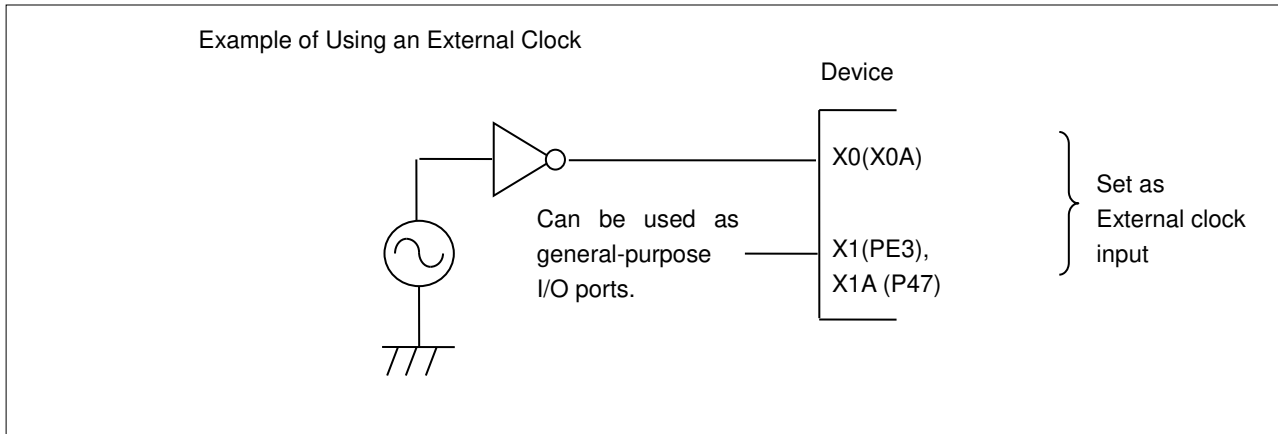 Example of Using an External Clock
Device
X0(X0A)
Can be used as
general-purpose
I/O ports.
X1(PE3),
X1A (P47)
Set as
External clock
input